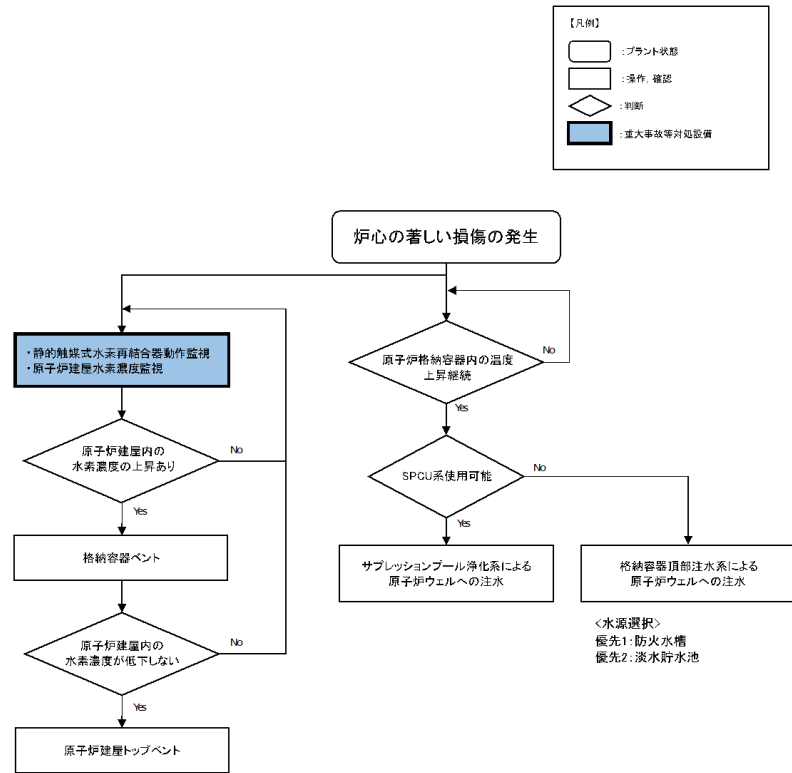 【凡例】
：プラント状態
：操作, 確認
：判断
：重大事故等対処設備
炉心の著しい損傷の発生
・静的触媒式水素再結合器動作監視
・原子炉建屋水素濃度監視
原子炉格納容器内の温度
上昇継続
No
Yes
原子炉建屋内の
水素濃度の上昇あり
No
Yes
SPCU系使用可能
No
Yes
格納容器ベント
サプレッションプール浄化系による
原子炉ウェルへの注水
格納容器頂部注水系による
原子炉ウェルへの注水
<水源選択>
優先1：防火水槽
優先2：淡水貯水池
原子炉建屋内の
水素濃度が低下しない
No
Yes
原子炉建屋トップベント